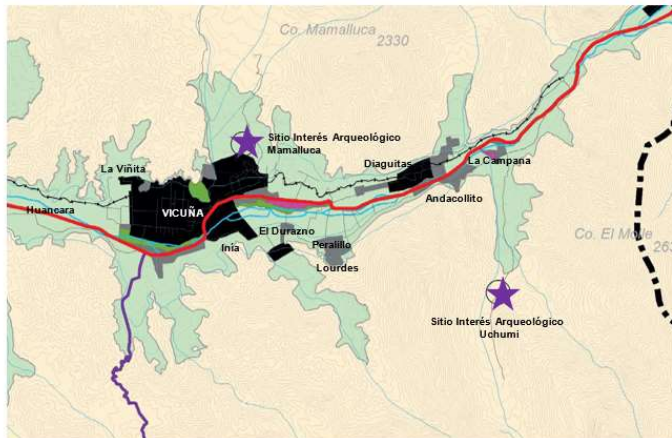 Co. Mamalluca
2330
Sitio Interés Arqueológico
Mamalluca
Diaguitas
La Campana
La Viñita
Andacollito
Huancara
VICUÑA
El Durazno
Inía
Peralillo
Lourdes
Co. El Molle
263
Sitio Interés Arqueológico
Uchumi